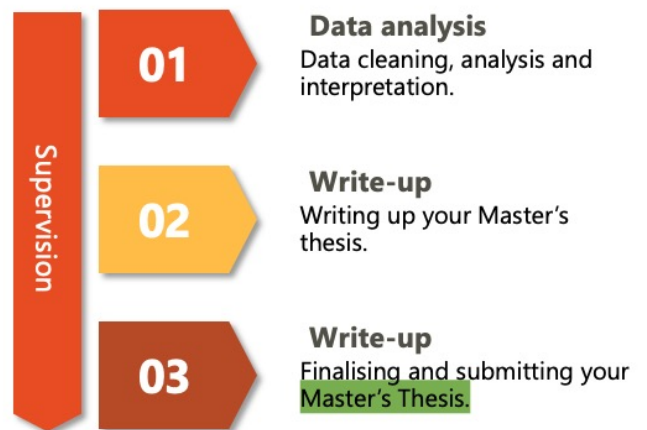 Supervision
01
Data analysis
Data cleaning, analysis and
interpretation.
02
Write-up
Writing up your Master’s
thesis.
03
Write-up
Finalising and submitting your
Master’s Thesis.